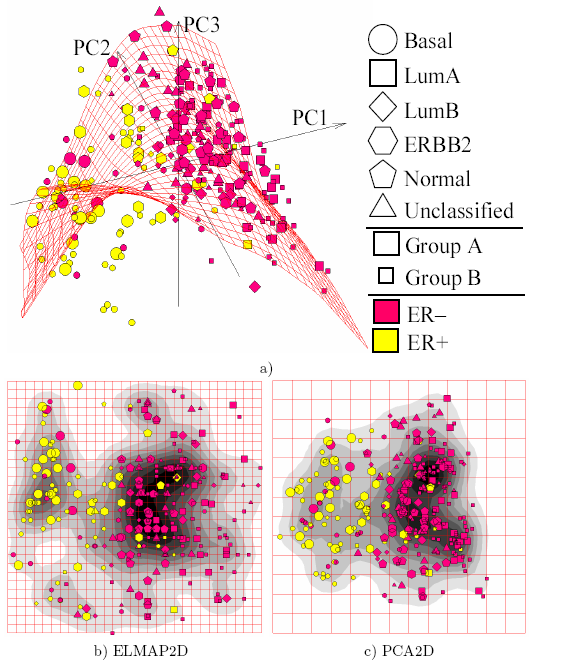 PC3
PC2
PC1
Basal
LumA
LumB
ERBB2
Normal
Unclassified
Group A
Group B
ER–
ER+
a)
b) ELMAP2D
c) PCA2D